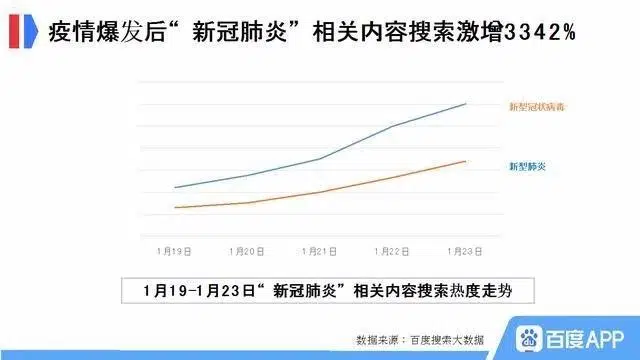 疫情爆发后“新冠肺炎”相关内容搜索激增3342%
新型冠状病毒
新型肺炎
1月19日 1月20日 1月21日 1月22日 1月23日
1月19-1月23日“新冠肺炎”相关内容搜索热度走势
数据来源：百度搜索大数据
du 百度APP